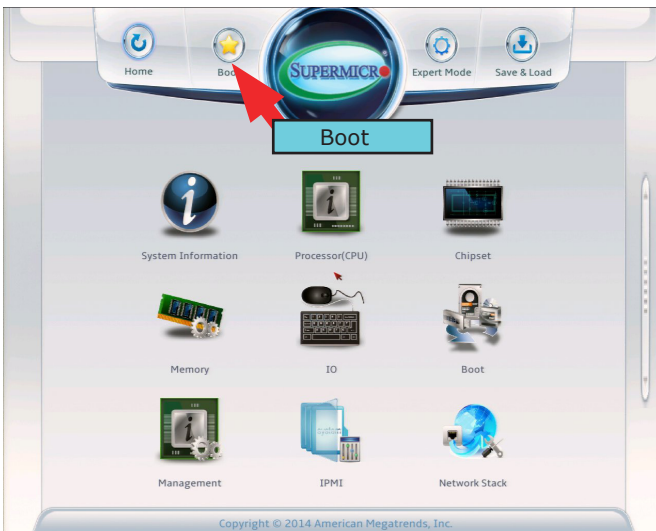 Home
Boo
SUPERMICR
Expert Mode
Save & Load
Boot
System Information
Processor(CPU)
Chipset
Memory
IO
Boot
Management
IPMI
Network Stack
Copyright © 2014 American Megatrends, Inc.